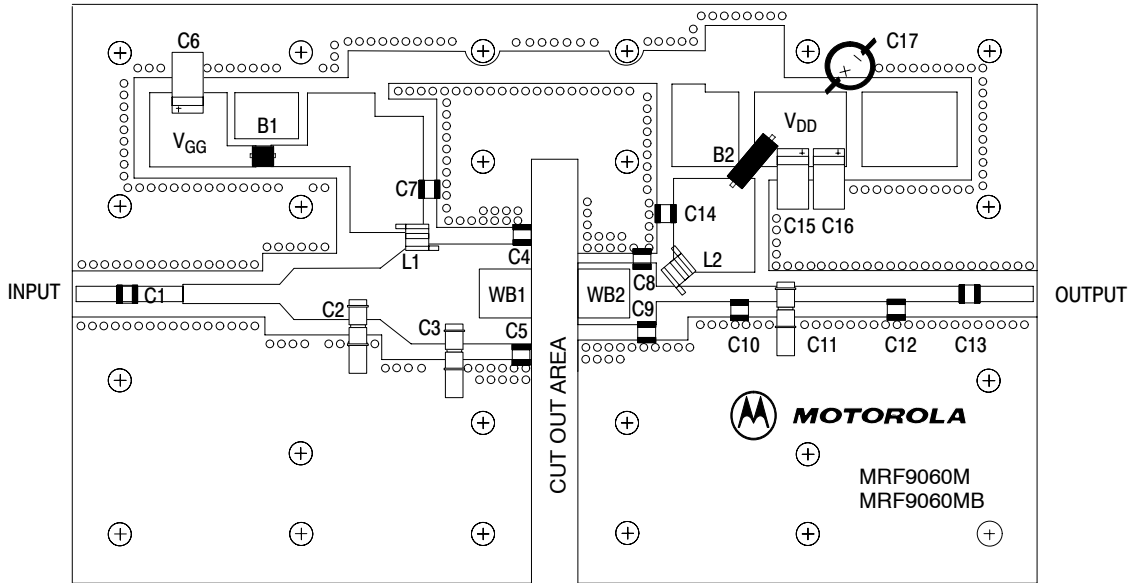 C6
C17
B1
VGG
VDD
B2
C7
C14
C15 C16
C4
L1
C8
L2
INPUT
C1
WB1
WB2
OUTPUT
C2
C3
C5
C9
C10
C11
C12
C13
CUT OUT AREA
MOTOROLA
MRF9060M
MRF9060MB